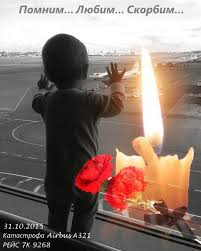 Помним... Любим... Скорбим...
31.10.2015
Катастрофа Airbus A321
РЕЙС 7К 9268